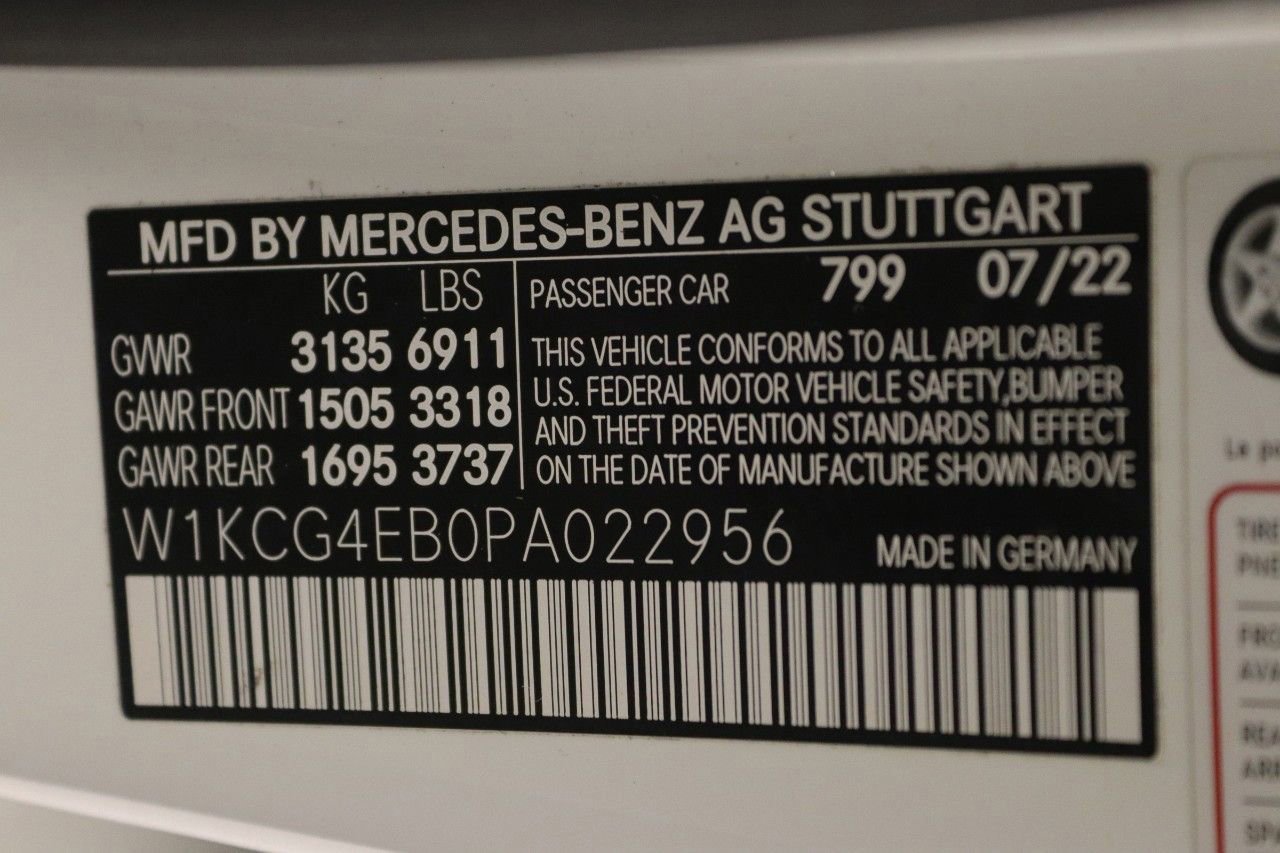 MFD BY MERCEDES-BENZ AG STUTTGART
KG LBS
GVWR 3135 6911
GAWR FRONT 1505 3318
GAWR REAR 1695 3737
PASSENGER CAR 799 07/22
THIS VEHICLE CONFORMS TO ALL APPLICABLE
U.S. FEDERAL MOTOR VEHICLE SAFETY,BUMPER
AND THEFT PREVENTION STANDARDS IN EFFECT
ON THE DATE OF MANUFACTURE SHOWN ABOVE
W1KCG4EB0PA022956
MADE IN GERMANY